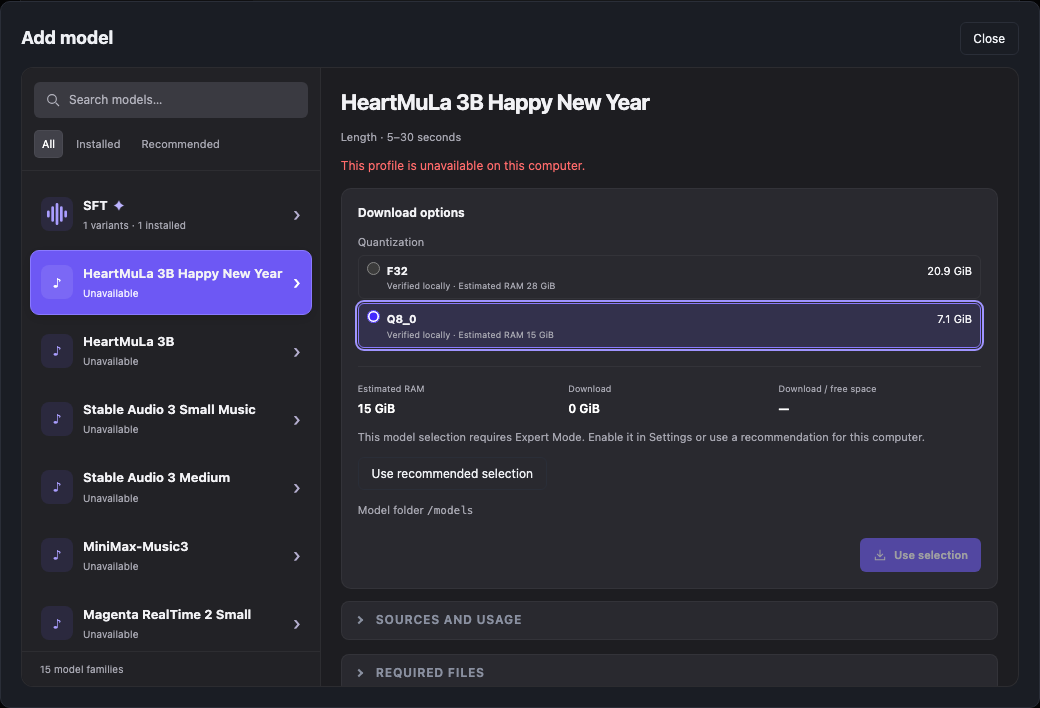 Add model
Close
Search models...
All
Installed
Recommended
SFT
1 variants · 1 installed
HeartMuLa 3B Happy New Year
Unavailable
HeartMuLa 3B
Unavailable
Stable Audio 3 Small Music
Unavailable
Stable Audio 3 Medium
Unavailable
MiniMax-Music3
Unavailable
Magenta RealTime 2 Small
Unavailable
15 model families
HeartMuLa 3B Happy New Year
Length · 5–30 seconds
This profile is unavailable on this computer.
Download options
Quantization
F32
20.9 GiB
Verified locally · Estimated RAM 28 GiB
Q8_0
7.1 GiB
Verified locally · Estimated RAM 15 GiB
Estimated RAM
15 GiB
Download
0 GiB
Download / free space
—
This model selection requires Expert Mode. Enable it in Settings or use a recommendation for this computer.
Use recommended selection
Model folder /models
Use selection
SOURCES AND USAGE
REQUIRED FILES